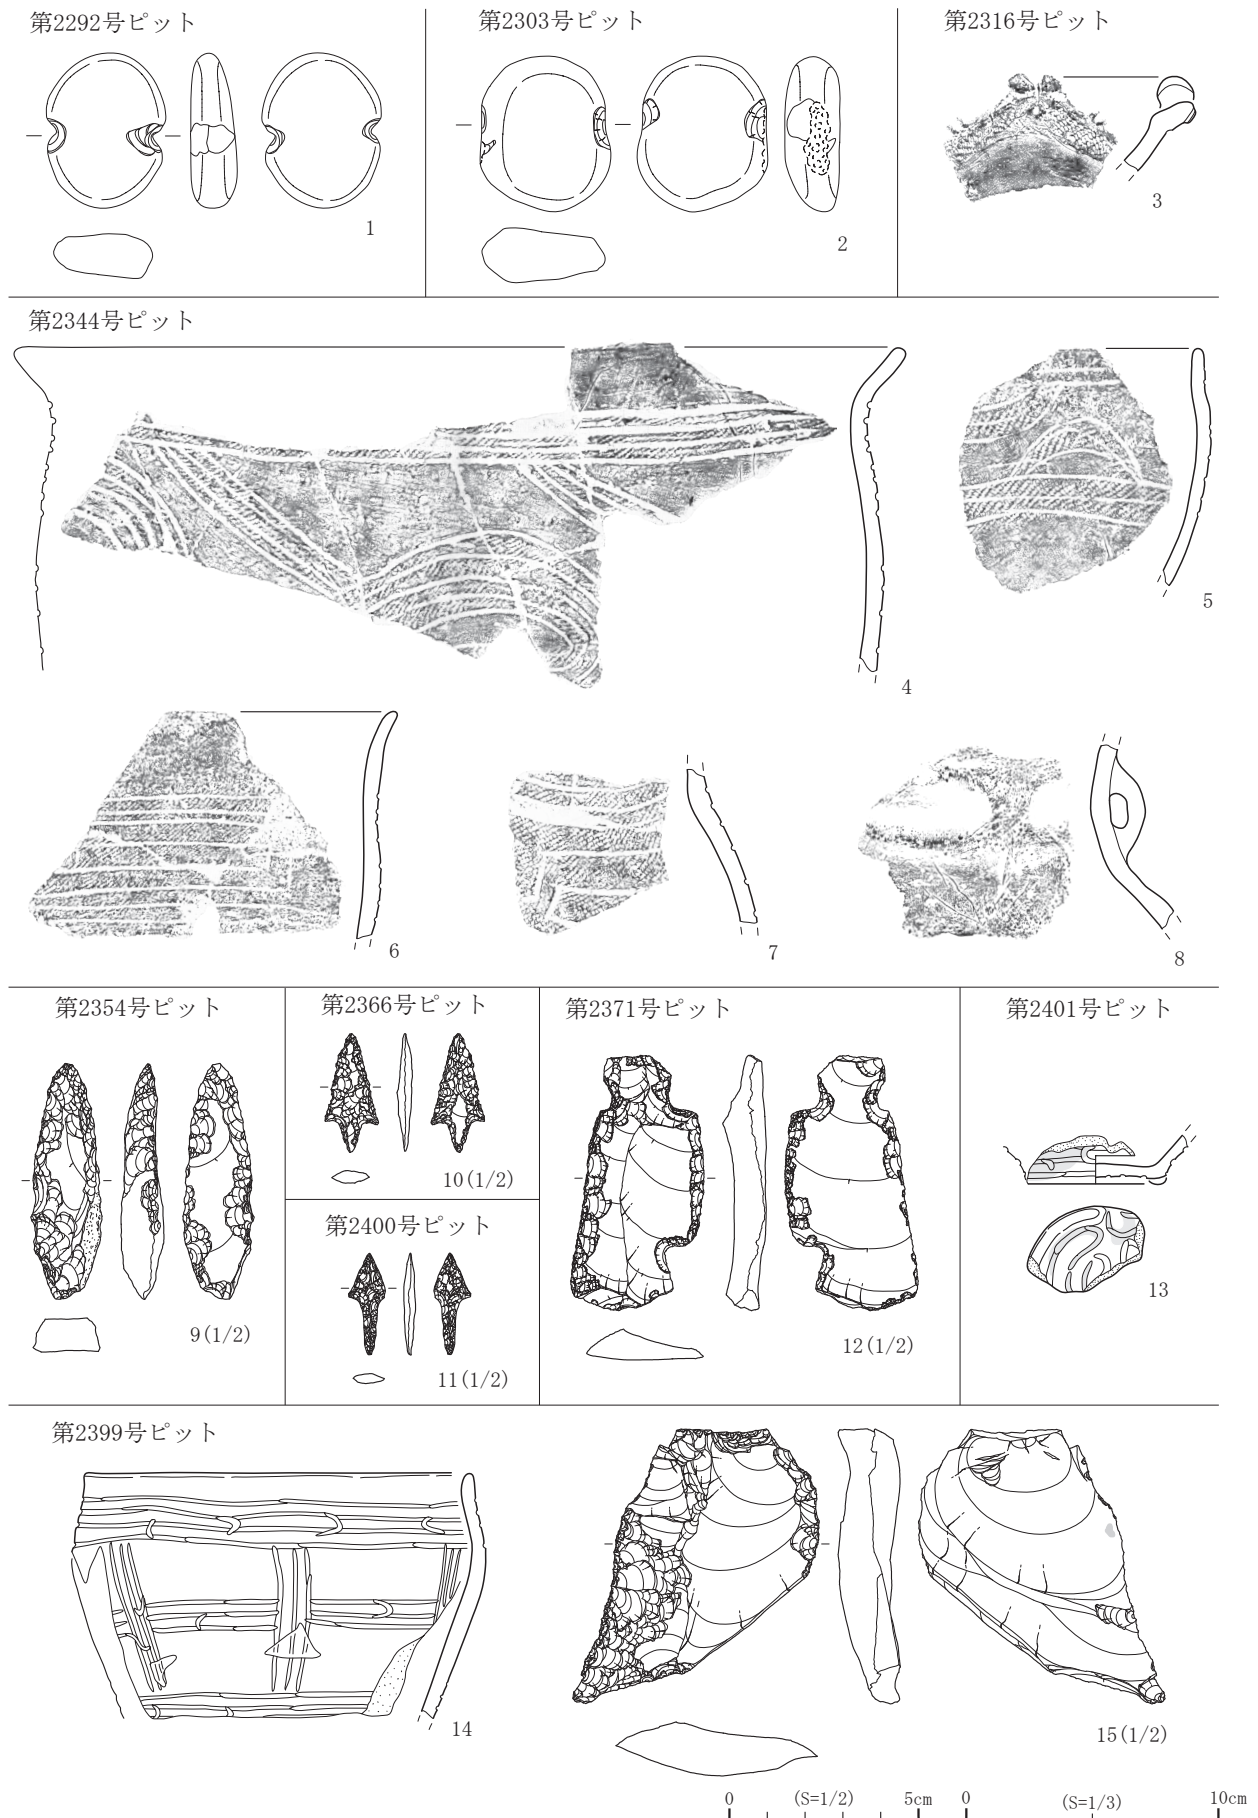 第2292号ピット
1
第2303号ピット
2
第2316号ピット
3
第2344号ピット
4
5
6
7
8
第2354号ピット
9(1/2)
第2366号ピット
10(1/2)
第2400号ピット
11(1/2)
第2371号ピット
12(1/2)
第2401号ピット
13
第2399号ピット
14
15(1/2)
0 (S=1/2) 5cm 0 (S=1/3) 10cm